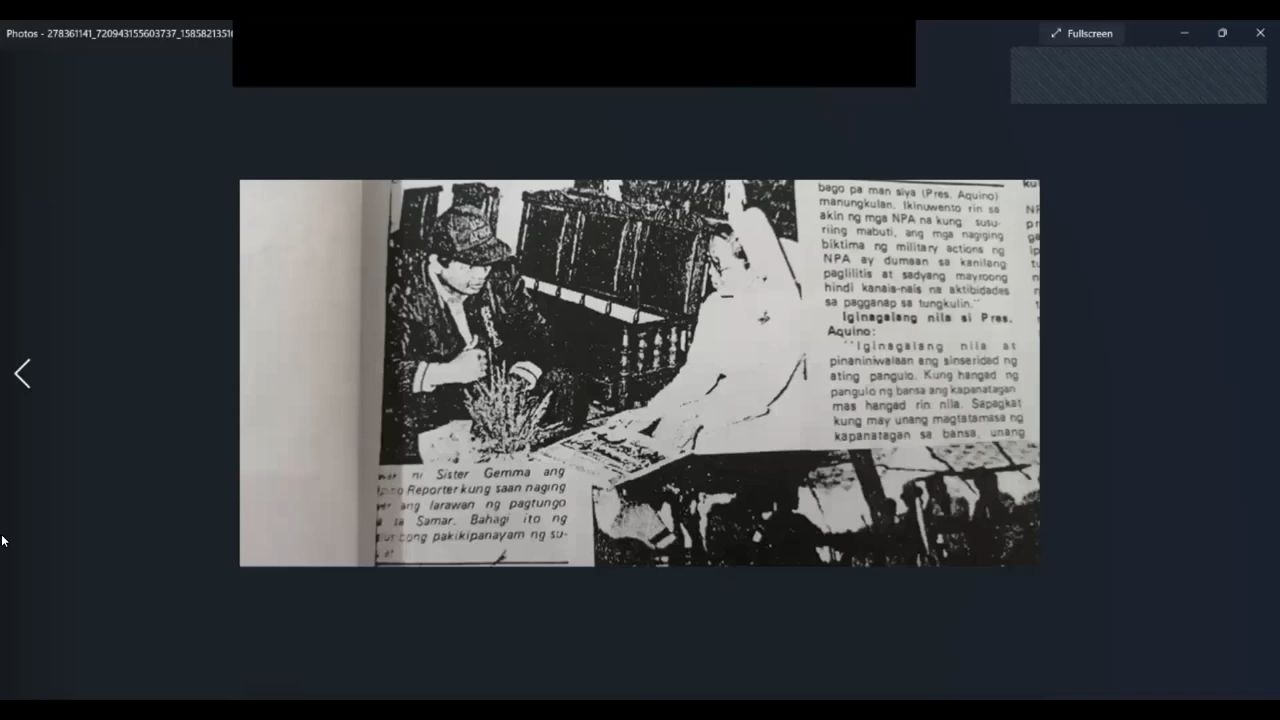 Photos - 278361141_720943155603737_1585821351
Fullscreen
bago pa man siya (Pres. Aquino)
manungkulan. Ikinuwento rin sa
akin ng mga NPA na kung susu-
riing mabuti, ang mga nagiging
biktima ng military actions ng
NPA ay dumaan sa kanilang
paglilitis at sadyang mayroong
hindi kanais-nais na aktibidades
sa pagganap sa tungkulin."
Iginagalang nila si Pres.
Aquino:
"Iginagalang nila at
pinaniniwalaan ang sinseridad ng
ating pangulo. Kung hangad ng
pangulo ng bansa ang kapanatagan
mas hangad rin nila. Sapagkat
kung may unang magtatamasa ng
kapanatagan sa bansa, unang
ni Sister Gemma ang
Reporter kung saan naging
ang larawan ng pagtungo
sa Samar. Bahagi ito ng
pakikipanayam ng su-